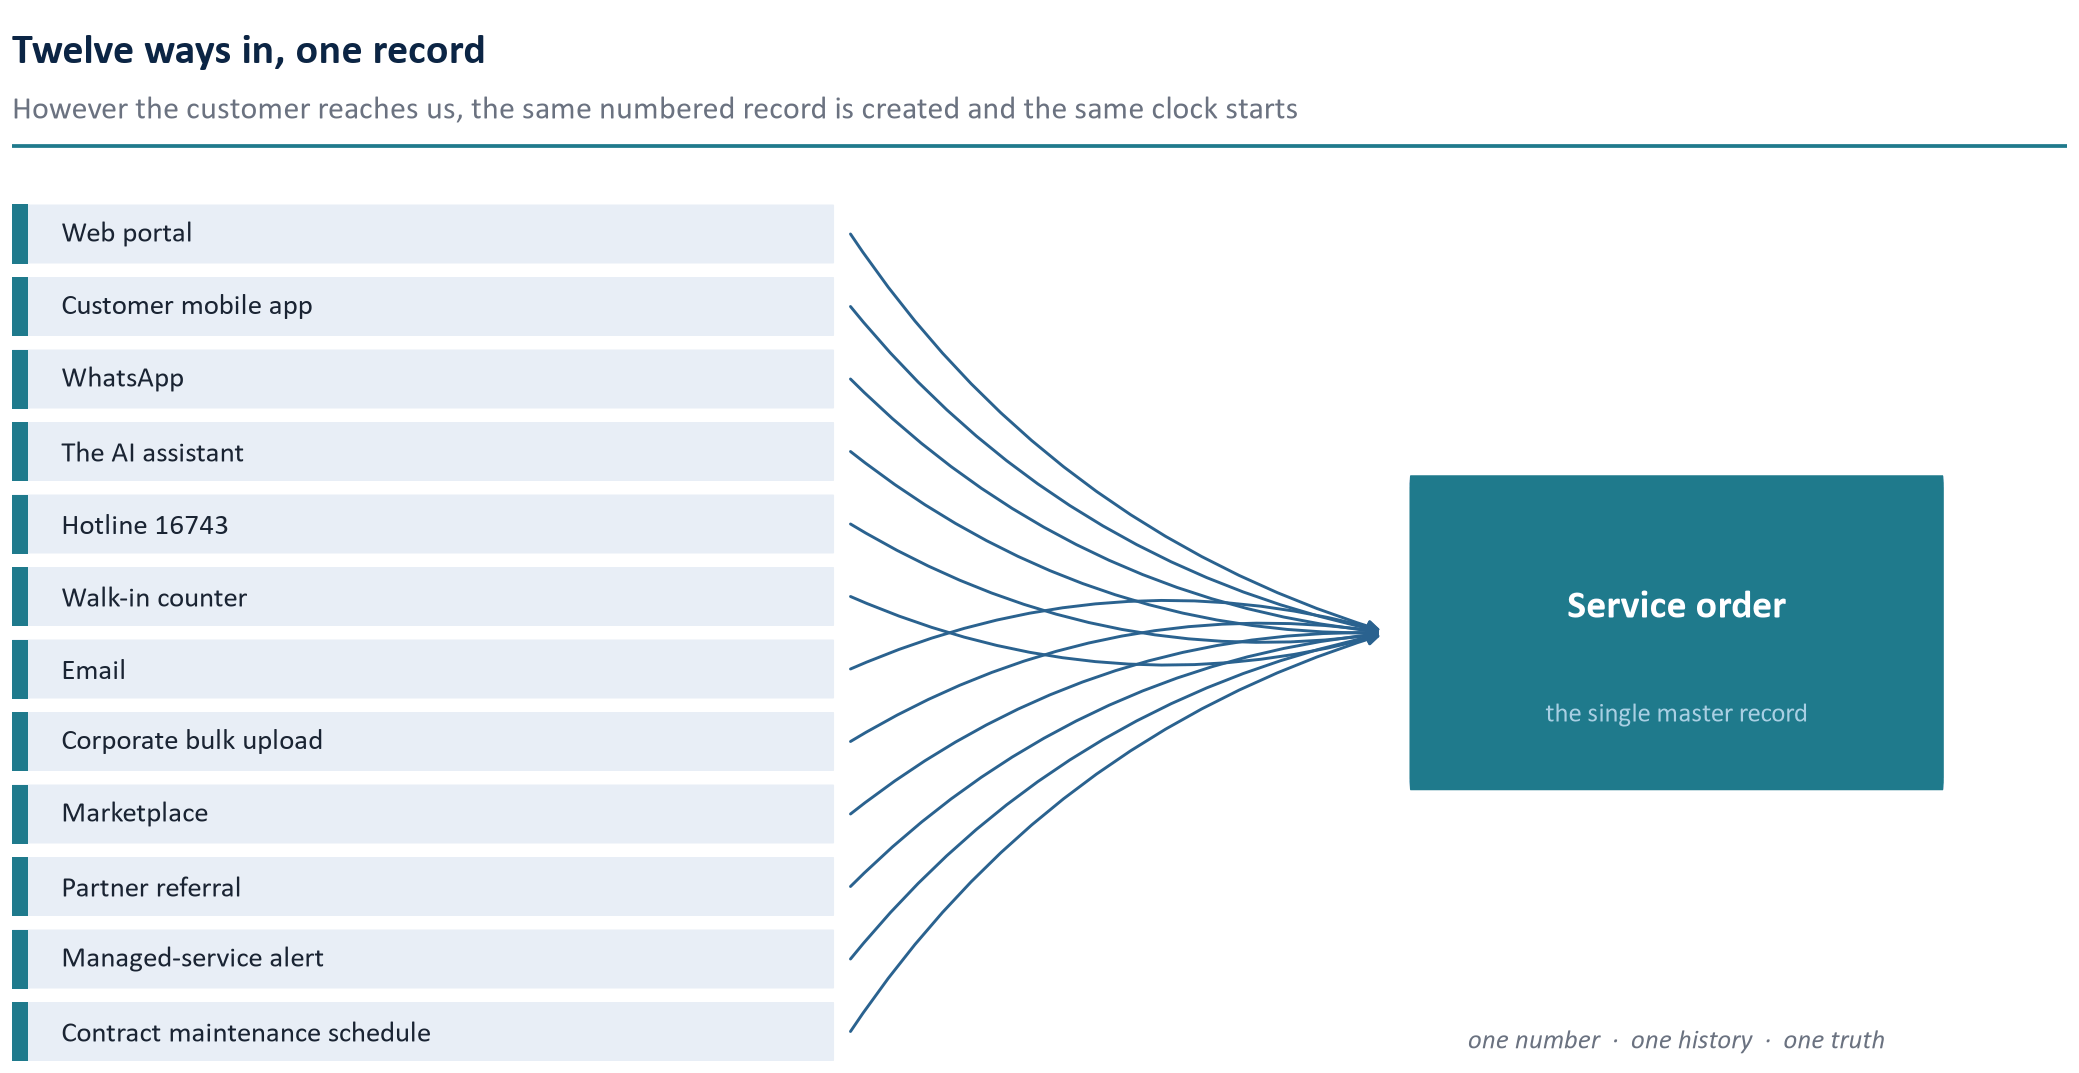 Twelve ways in, one record
However the customer reaches us, the same numbered record is created and the same clock starts
Web portal
Customer mobile app
WhatsApp
The AI assistant
Hotline 16743
Walk-in counter
Email
Corporate bulk upload
Marketplace
Partner referral
Managed-service alert
Contract maintenance schedule
Service order
the single master record
one number · one history · one truth